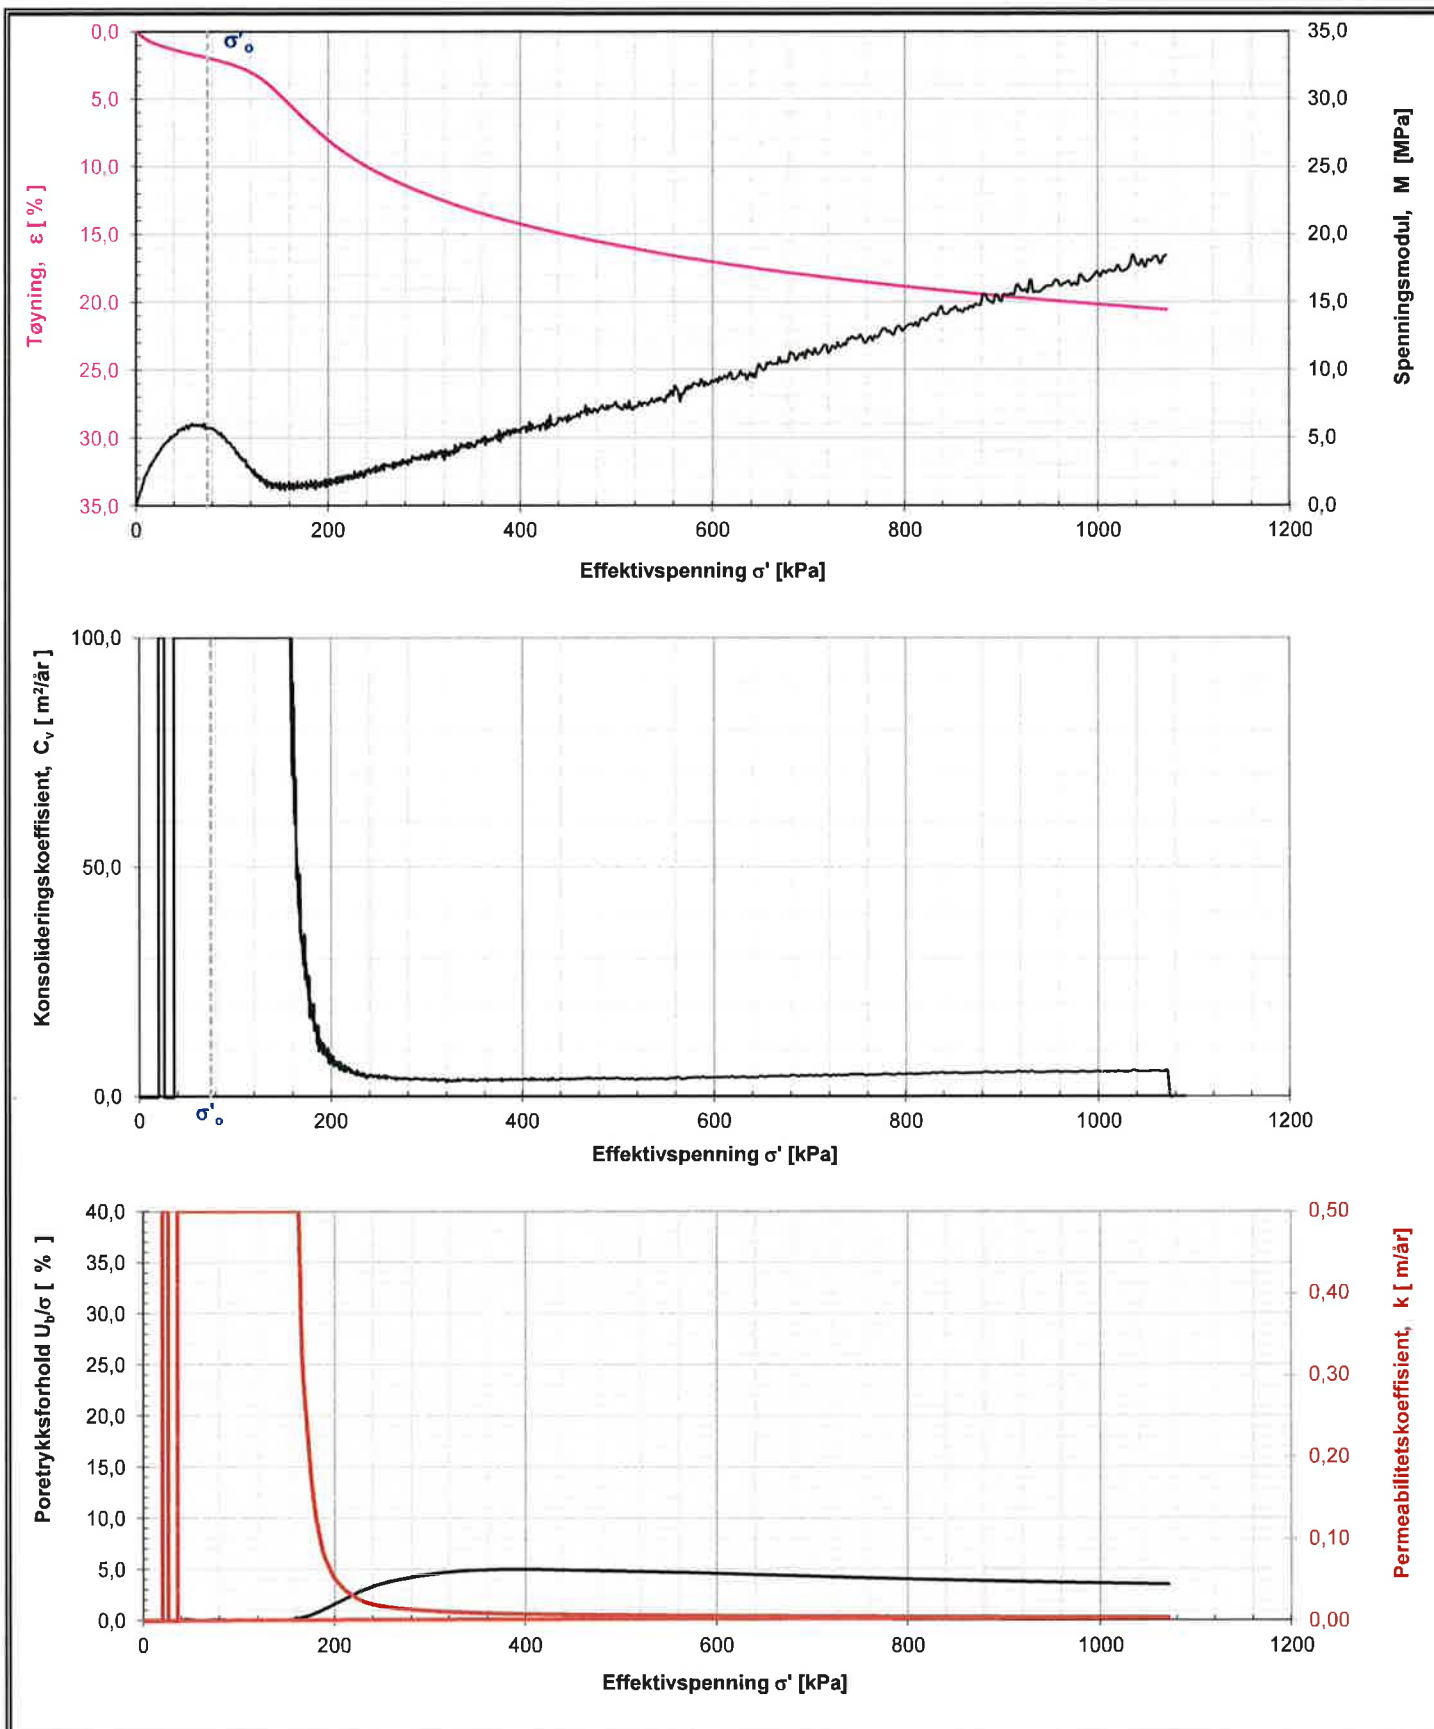 0,0
5,0
10,0
15,0
20,0
25,0
30,0
35,0
Tøyning, ε [ % ]
σ'o
35,0
30,0
25,0
20,0
15,0
10,0
5,0
0,0
Spenningsmodul, M [MPa]
0 200 400 600 800 1000 1200
Effektivspenning σ' [kPa]
100,0
50,0
0,0
Konsolideringskoeffisient, Cv [ m²/år ]
0 200 400 600 800 1000 1200
σ'o
Effektivspenning σ' [kPa]
40,0
35,0
30,0
25,0
20,0
15,0
10,0
5,0
0,0
Poretrykksforhold Ub/σ [ % ]
0,50
0,40
0,30
0,20
0,10
0,00
Permeabilitetskoeffisient, k [ m/år]
0 200 400 600 800 1000 1200
Effektivspenning σ' [kPa]